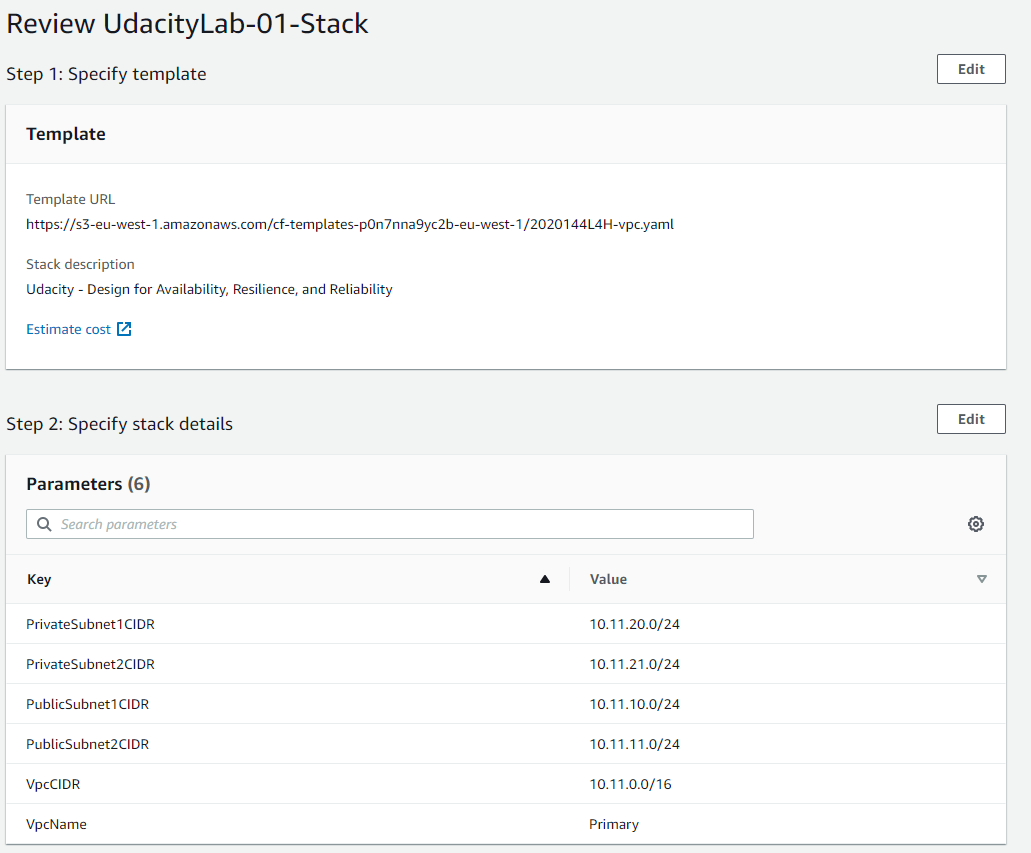 Review UdacityLab-01-Stack
Step 1: Specify template
Edit
Template
Template URL
https://s3-eu-west-1.amazonaws.com/cf-templates-p0n7nna9yc2b-eu-west-1/2020144L4H-vpc.yaml
Stack description
Udacity - Design for Availability, Resilience, and Reliability
Estimate cost
Step 2: Specify stack details
Edit
Parameters (6)
Search parameters
Key Value
PrivateSubnet1CIDR 10.11.20.0/24
PrivateSubnet2CIDR 10.11.21.0/24
PublicSubnet1CIDR 10.11.10.0/24
PublicSubnet2CIDR 10.11.11.0/24
VpcCIDR 10.11.0.0/16
VpcName Primary